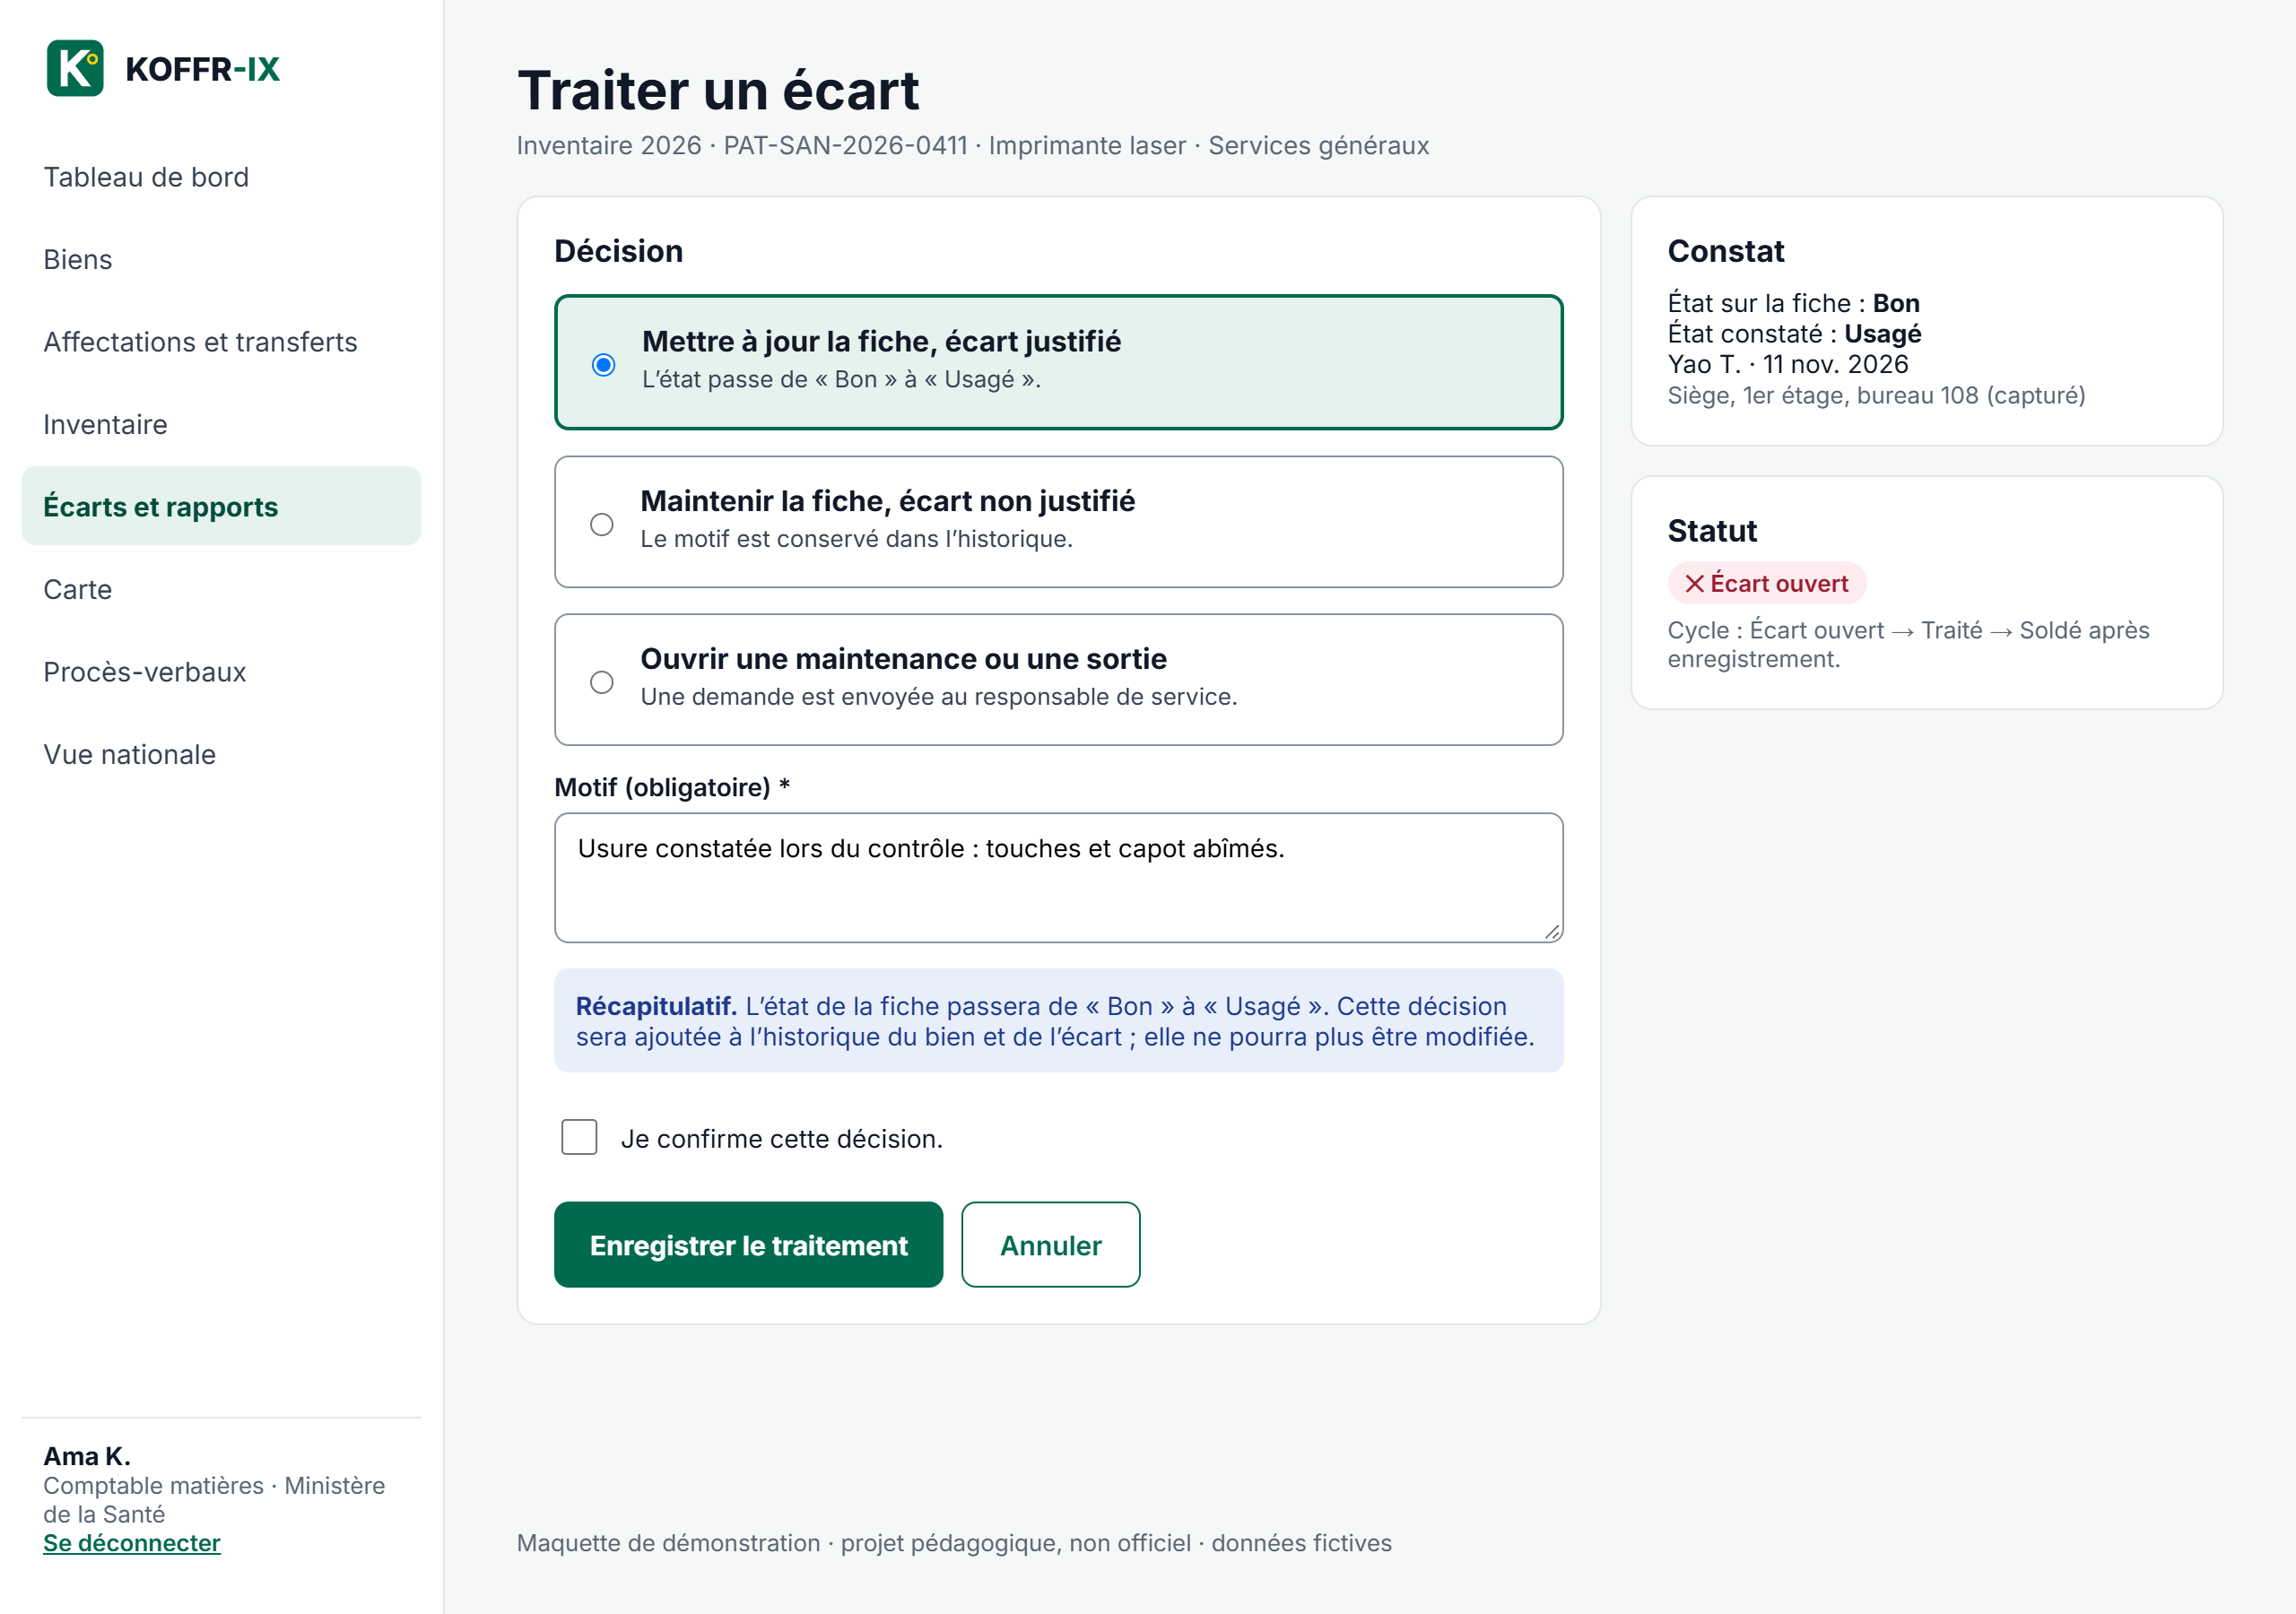 KOFFR-IX
Tableau de bord
Biens
Affectations et transferts
Inventaire
Écarts et rapports
Carte
Procès-verbaux
Vue nationale
Ama K.
Comptable matières · Ministère
de la Santé
Se déconnecter
Traiter un écart
Inventaire 2026 · PAT-SAN-2026-0411 · Imprimante laser · Services généraux
Décision
Mettre à jour la fiche, écart justifié
L’état passe de « Bon » à « Usagé ».
Maintenir la fiche, écart non justifié
Le motif est conservé dans l’historique.
Ouvrir une maintenance ou une sortie
Une demande est envoyée au responsable de service.
Motif (obligatoire) *
Usure constatée lors du contrôle : touches et capot abîmés.
Récapitulatif. L’état de la fiche passera de « Bon » à « Usagé ». Cette décision
sera ajoutée à l’historique du bien et de l’écart ; elle ne pourra plus être modifiée.
Je confirme cette décision.
Enregistrer le traitement
Annuler
Constat
État sur la fiche : Bon
État constaté : Usagé
Yao T. · 11 nov. 2026
Siège, 1er étage, bureau 108 (capturé)
Statut
Écart ouvert
Cycle : Écart ouvert → Traité → Soldé après
enregistrement.
Maquette de démonstration · projet pédagogique, non officiel · données fictives